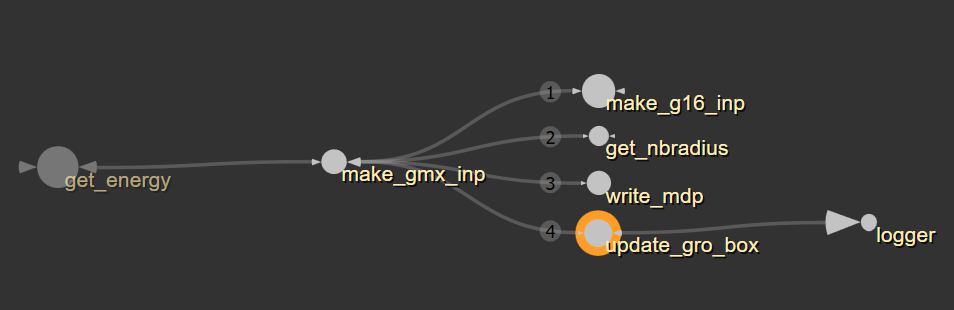 get_energy
make_gmx_inp
1
make_g16_inp
2
get_nbradius
3
write_mdp
4
update_gro_box
logger